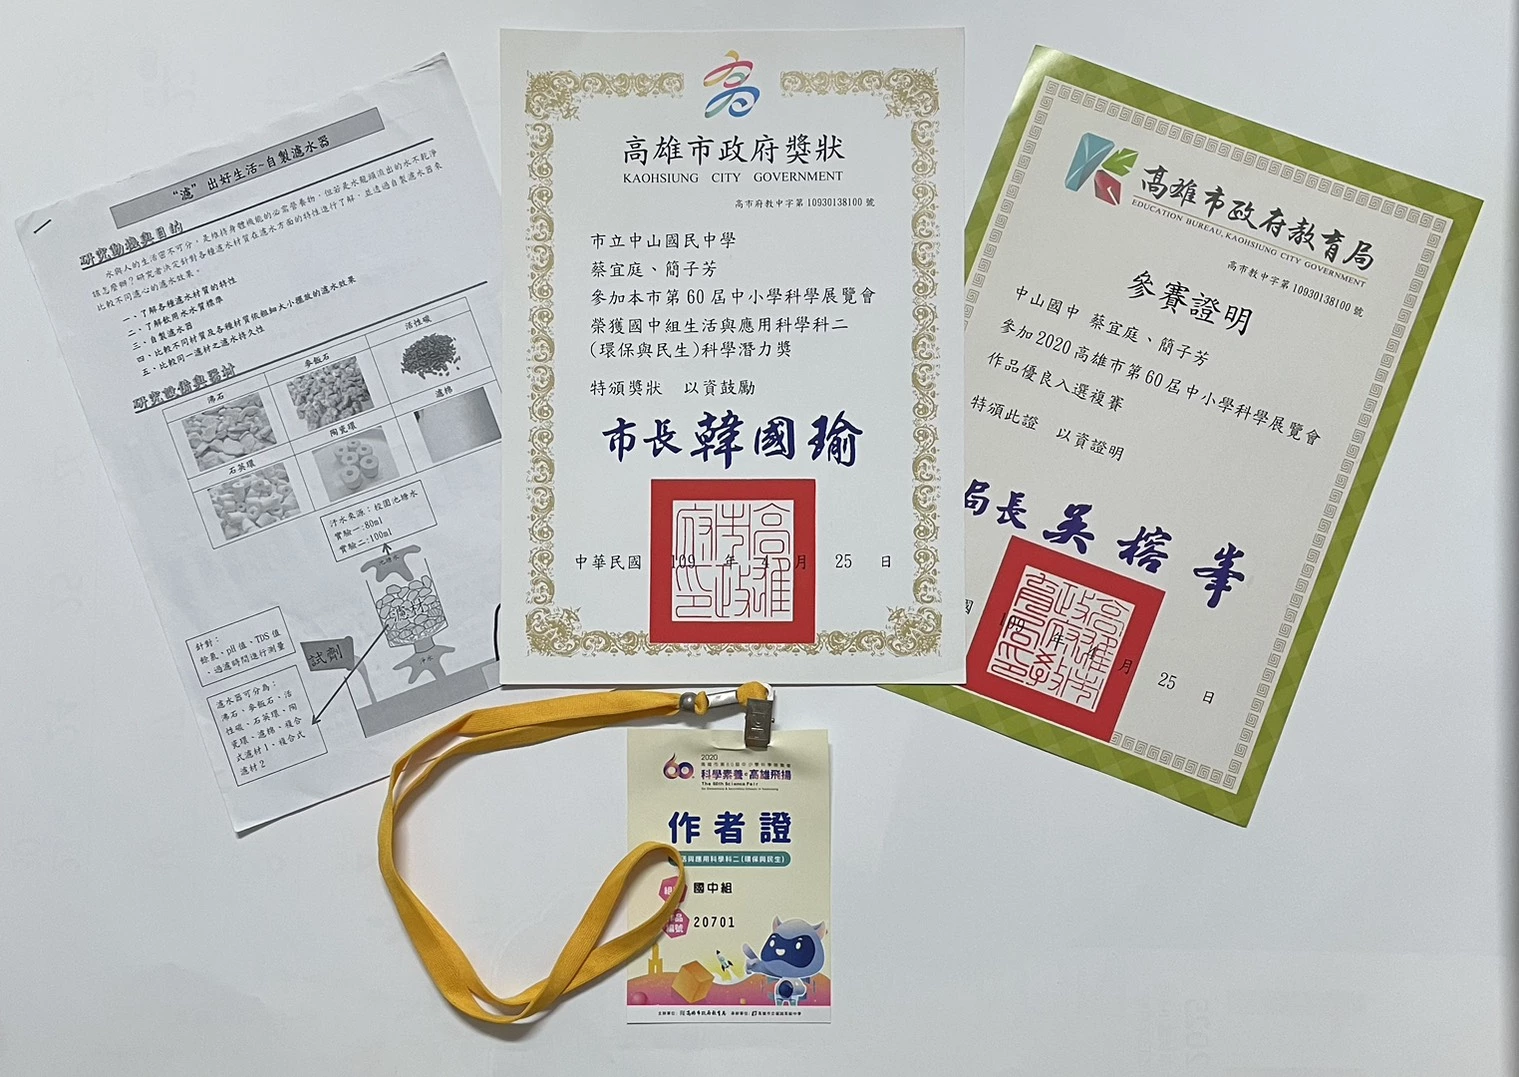 "濾"出好生活~自製濾水器
研究動機與目的
水與人的生活密不可分，是維持身體機能的必需營養物，但若是水龍頭流出的水不乾淨
該怎麼辦？研究者決定針對各種濾水材質在濾水方面的特性進行了解，並透過自製濾水器來
比較不同濾心的濾水效果。
一、了解各種濾水材質的特性
二、了解飲用水水質標準
三、自製濾水器
四、比較不同材質及各種材質依粗細大小擺放的濾水效果
五、比較同一濾材之濾水持久性
研究設備與器材
沸石
麥飯石
活性碳
石英環
陶瓷環
濾棉
汙水來源：校園池塘水
實驗一:80ml
實驗二:100ml
池塘水
濾材
淨水
試劑
針對：
餘氯、pH值、TDS值
、過濾時間進行測量
濾水器可分為：
沸石、麥飯石、活
性碳、石英環、陶
瓷環、濾棉、複合
式濾材1、複合式
濾材2
高雄市政府獎狀
KAOHSIUNG CITY GOVERNMENT
高市府教中字第10930138100號
市立中山國民中學
蔡宜庭、簡子芳
參加本市第60屆中小學科學展覽會
榮獲國中組生活與應用科學科二
(環保與民生)科學潛力獎
特頒獎狀 以資鼓勵
市長韓國瑜
中華民國 109 年 4 月 25 日
高雄市政府印
高雄市政府教育局
EDUCATION BUREAU, KAOHSIUNG CITY GOVERNMENT
高市教中字第10930138100號
參賽證明
中山國中 蔡宜庭、簡子芳
參加2020高雄市第60屆中小學科學展覽會
作品優良入選複賽
特頒此證 以資證明
局長吳榕峯
國 年 月 25 日
2020
60
科學素養•高雄飛揚
The 60th Science Fair
作者證
活與應用科學科二(環保與民生)
國中組
編號
20701
主辦單位：高雄市政府教育局